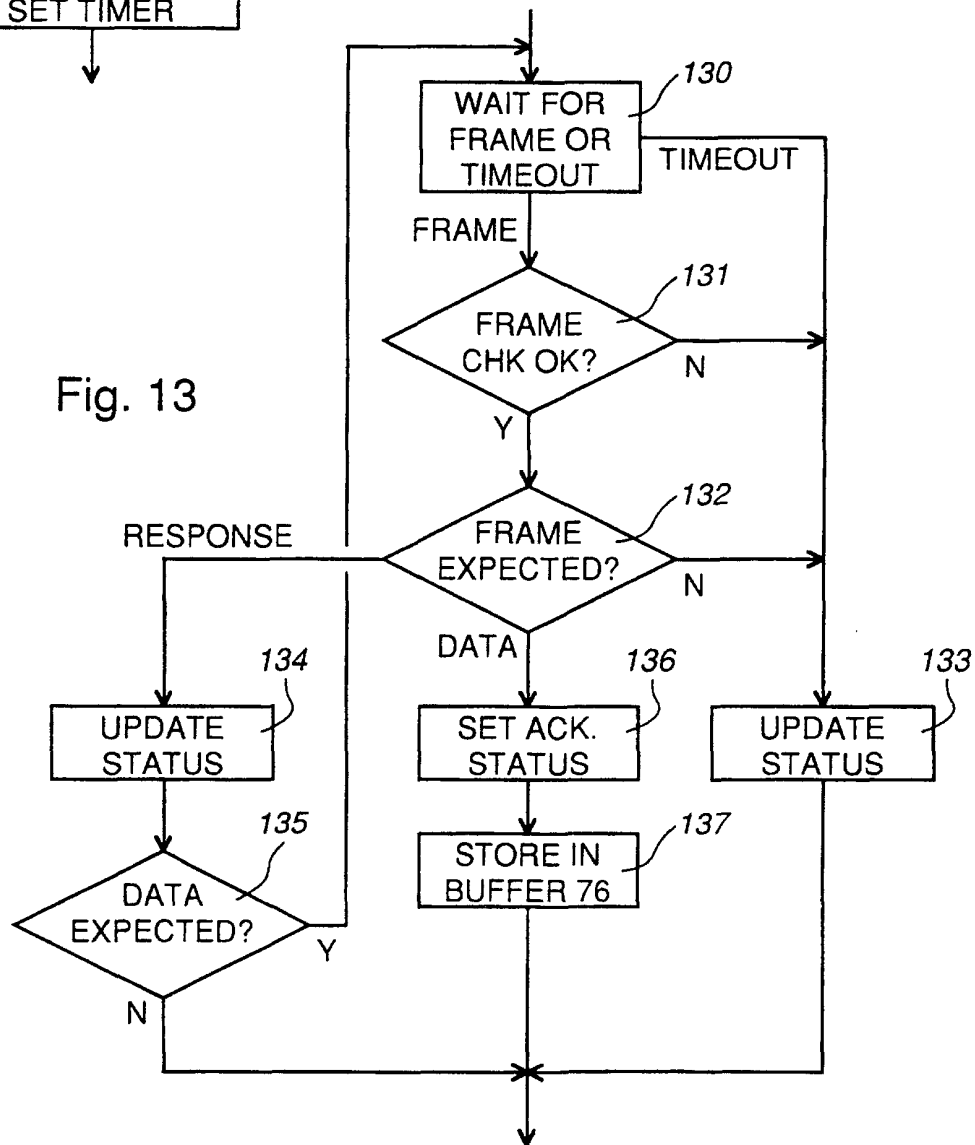 SET TIMER
130
WAIT FOR
FRAME OR
TIMEOUT
TIMEOUT
FRAME
131
FRAME
CHK OK?
N
Fig. 13
Y
132
RESPONSE
FRAME
EXPECTED?
N
DATA
134
136
133
UPDATE
STATUS
SET ACK.
STATUS
UPDATE
STATUS
135
137
STORE IN
BUFFER 76
DATA
EXPECTED?
Y
N